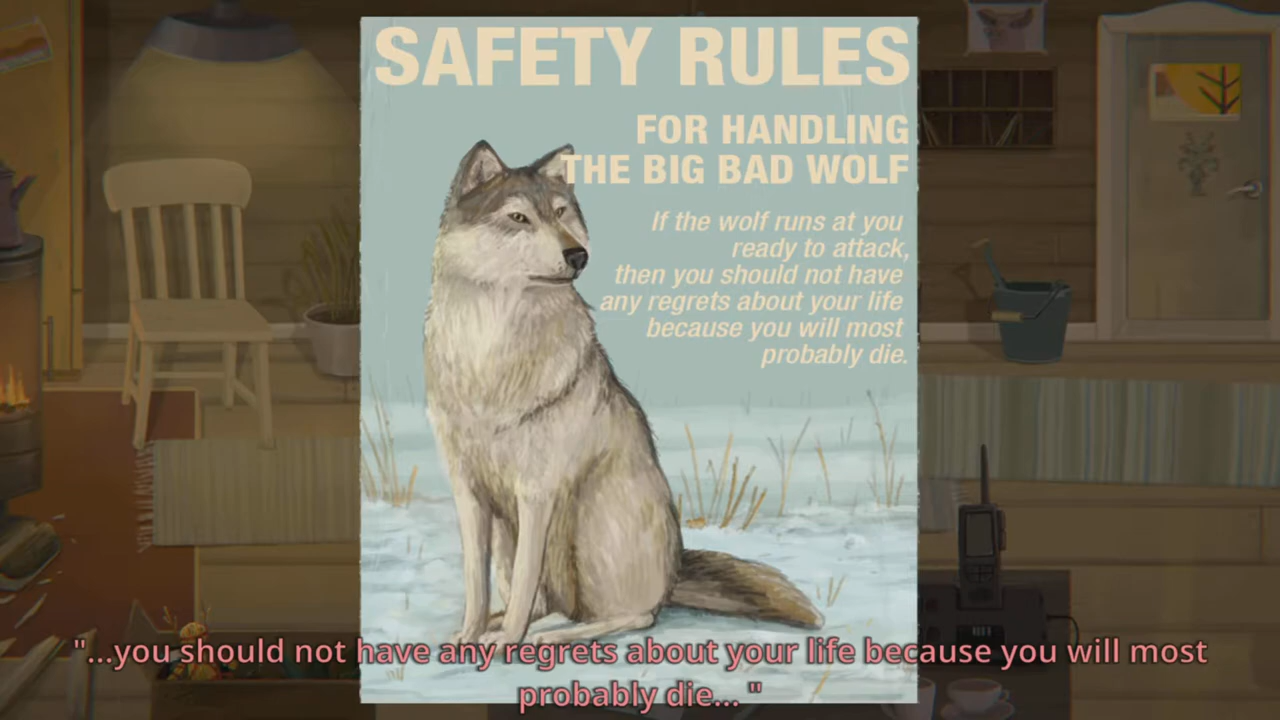 SAFETY RULES
FOR HANDLING
THE BIG BAD WOLF
If the wolf runs at you
ready to attack,
then you should not have
any regrets about your life
because you will most
probably die.
"...you should not have any regrets about your life because you will most
probably die... "